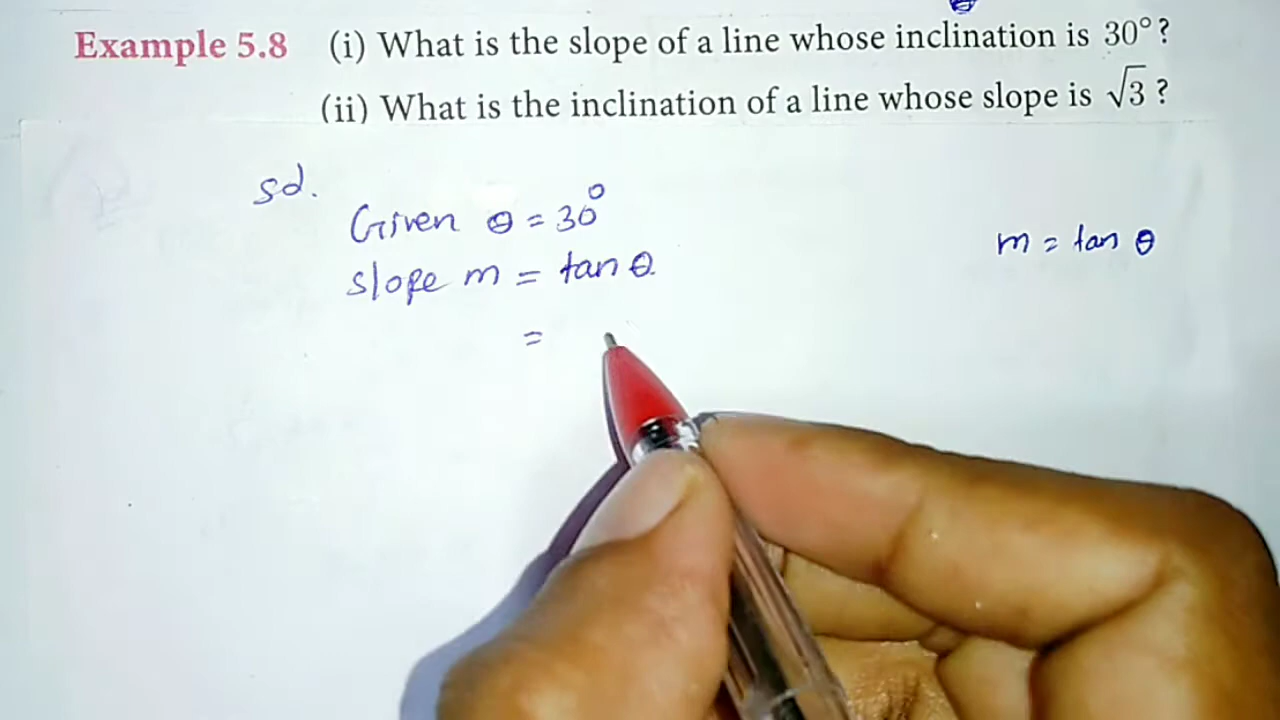 Example 5.8 (i) What is the slope of a line whose inclination is 30°?
(ii) What is the inclination of a line whose slope is √3 ?
Sol.
Given θ = 30°
Slope m = tan θ.
m = tan θ
=